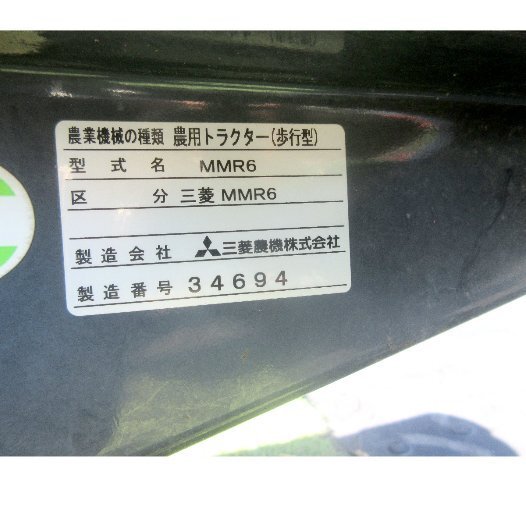 農業機械の種類 農用トラクター(歩行型)
型式名 MMR6
区分 三菱 MMR6
製造会社 三菱農機株式会社
製造番号 34694